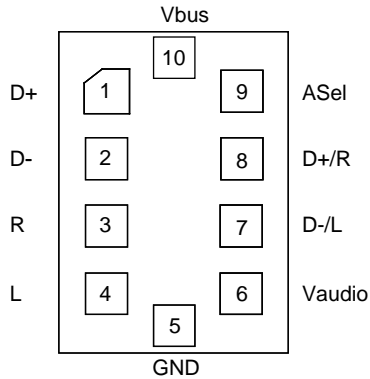 Vbus
10
D+ 1 9 ASel
D- 2 8 D+/R
R 3 7 D-/L
L 4 6 Vaudio
5
GND